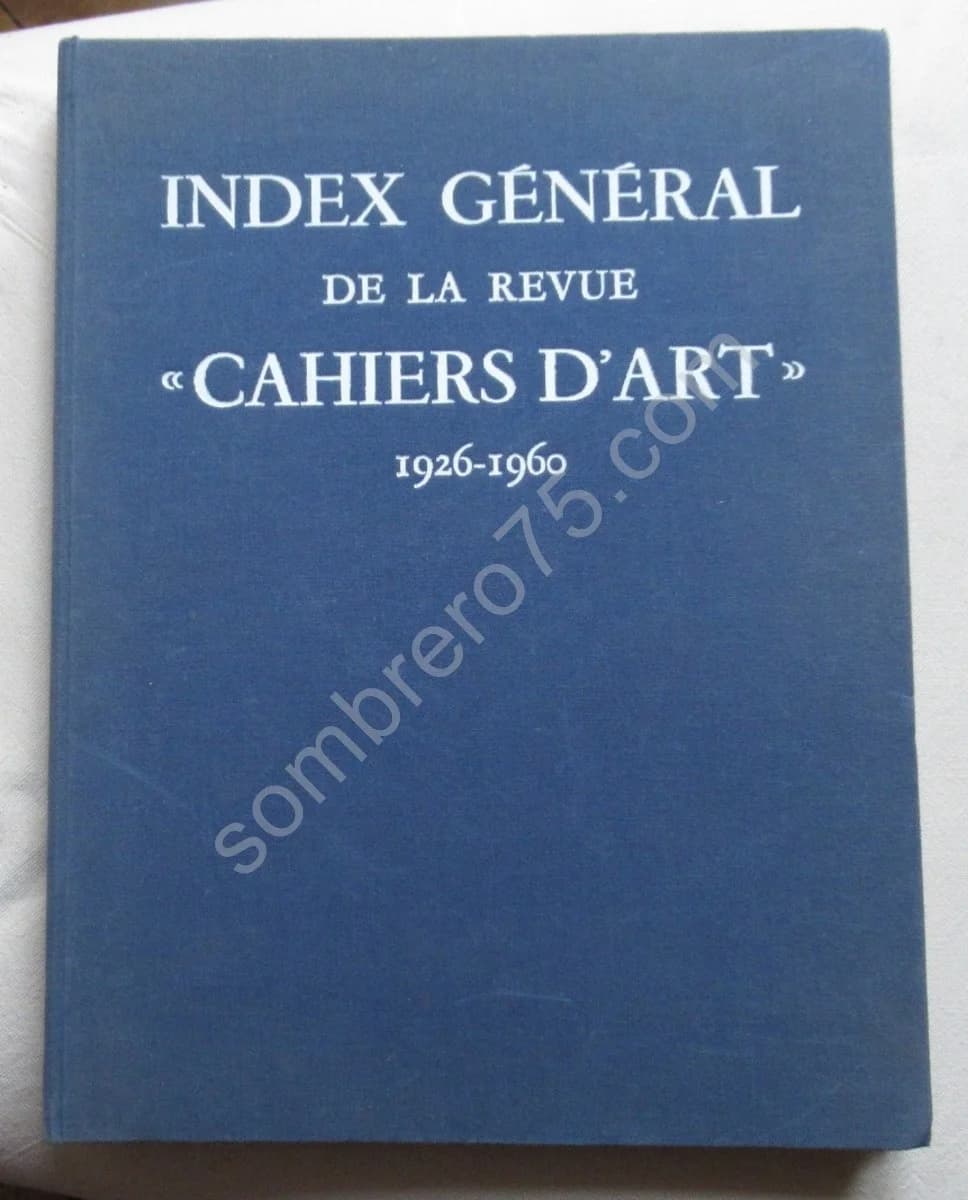 INDEX GÉNÉRAL
DE LA REVUE
« CAHIERS D'ART »
1926-1960
sombrero75.com